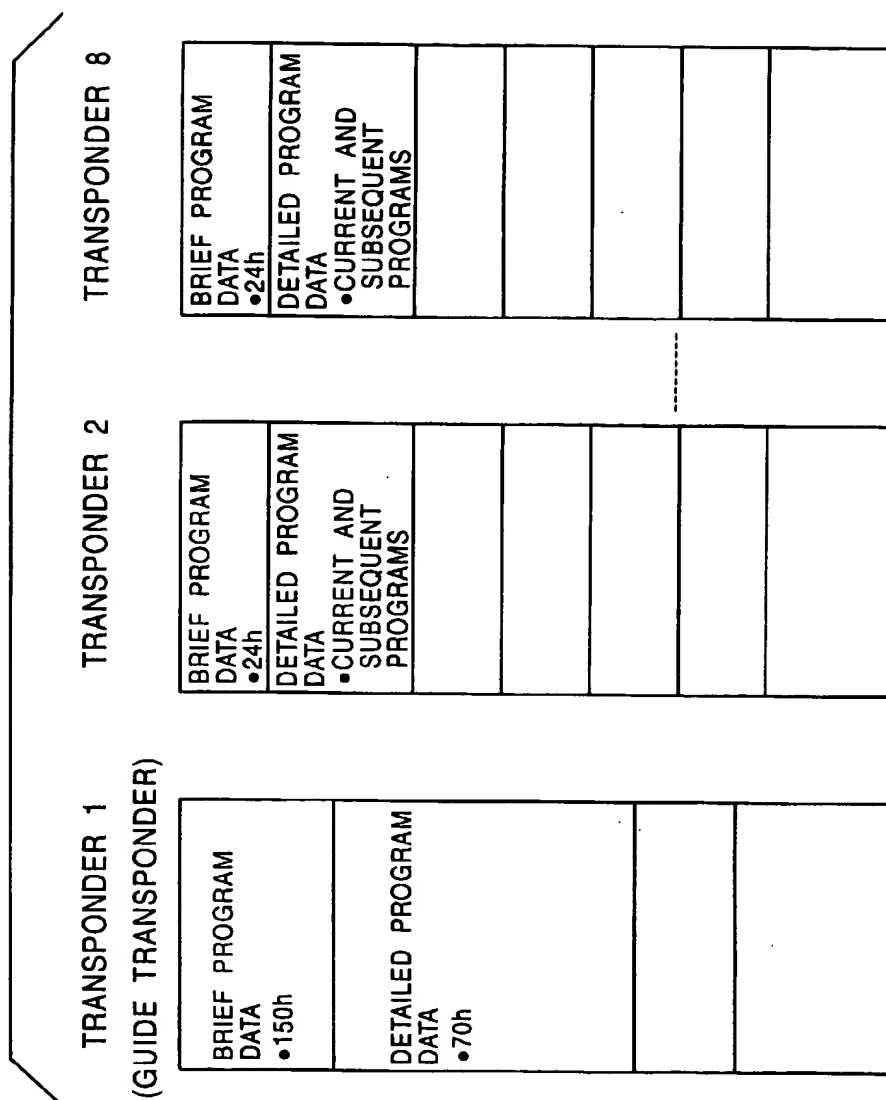 TRANSPONDER 1
(GUIDE TRANSPONDER)
BRIEF PROGRAM
DATA
•150h
DETAILED PROGRAM
DATA
•70h
TRANSPONDER 2
BRIEF PROGRAM
DATA
•24h
DETAILED PROGRAM
DATA
•CURRENT AND
SUBSEQUENT
PROGRAMS
TRANSPONDER 8
BRIEF PROGRAM
DATA
•24h
DETAILED PROGRAM
DATA
•CURRENT AND
SUBSEQUENT
PROGRAMS